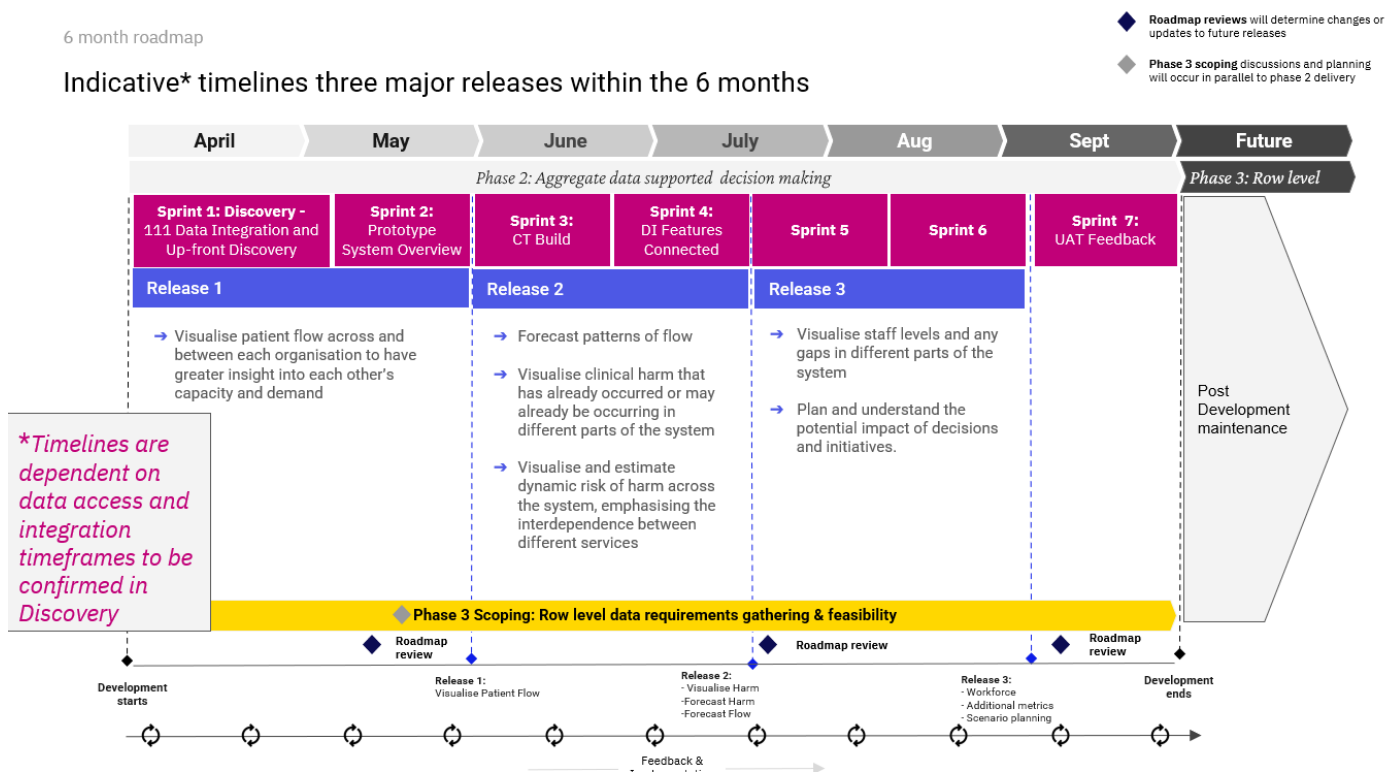 Roadmap reviews will determine changes or
updates to future releases
6 month roadmap
Phase 3 scoping discussions and planning
will occur in parallel to phase 2 delivery
Indicative* timelines three major releases within the 6 months
April
May
June
July
Aug
Sept
Future
Phase 2: Aggregate data supported decision making
Phase 3: Row level
Sprint 1: Discovery -
111 Data Integration and
Up-front Discovery
Sprint 2:
Prototype
System Overview
Sprint 3:
CT Build
Sprint 4:
DI Features
Connected
Sprint 5
Sprint 6
Sprint 7:
UAT Feedback
Release 1
Release 2
Release 3
➔ Visualise patient flow across and
between each organisation to have
greater insight into each other's
capacity and demand
➔ Forecast patterns of flow
➔ Visualise clinical harm that
has already occurred or may
already be occurring in
different parts of the system
➔ Visualise and estimate
dynamic risk of harm across
the system, emphasising the
interdependence between
different services
➔ Visualise staff levels and any
gaps in different parts of the
system
➔ Plan and understand the
potential impact of decisions
and initiatives.
Post
Development
maintenance
*Timelines are
dependent on
data access and
integration
timeframes to be
confirmed in
Discovery
Phase 3 Scoping: Row level data requirements gathering & feasibility
Roadmap
review
Roadmap review
Roadmap
review
Development
starts
Release 1:
Visualise Patient Flow
Release 2:
- Visualise Harm
-Forecast Harm
-Forecast Flow
Release 3:
- Workforce
- Additional metrics
- Scenario planning
Development
ends
Feedback &